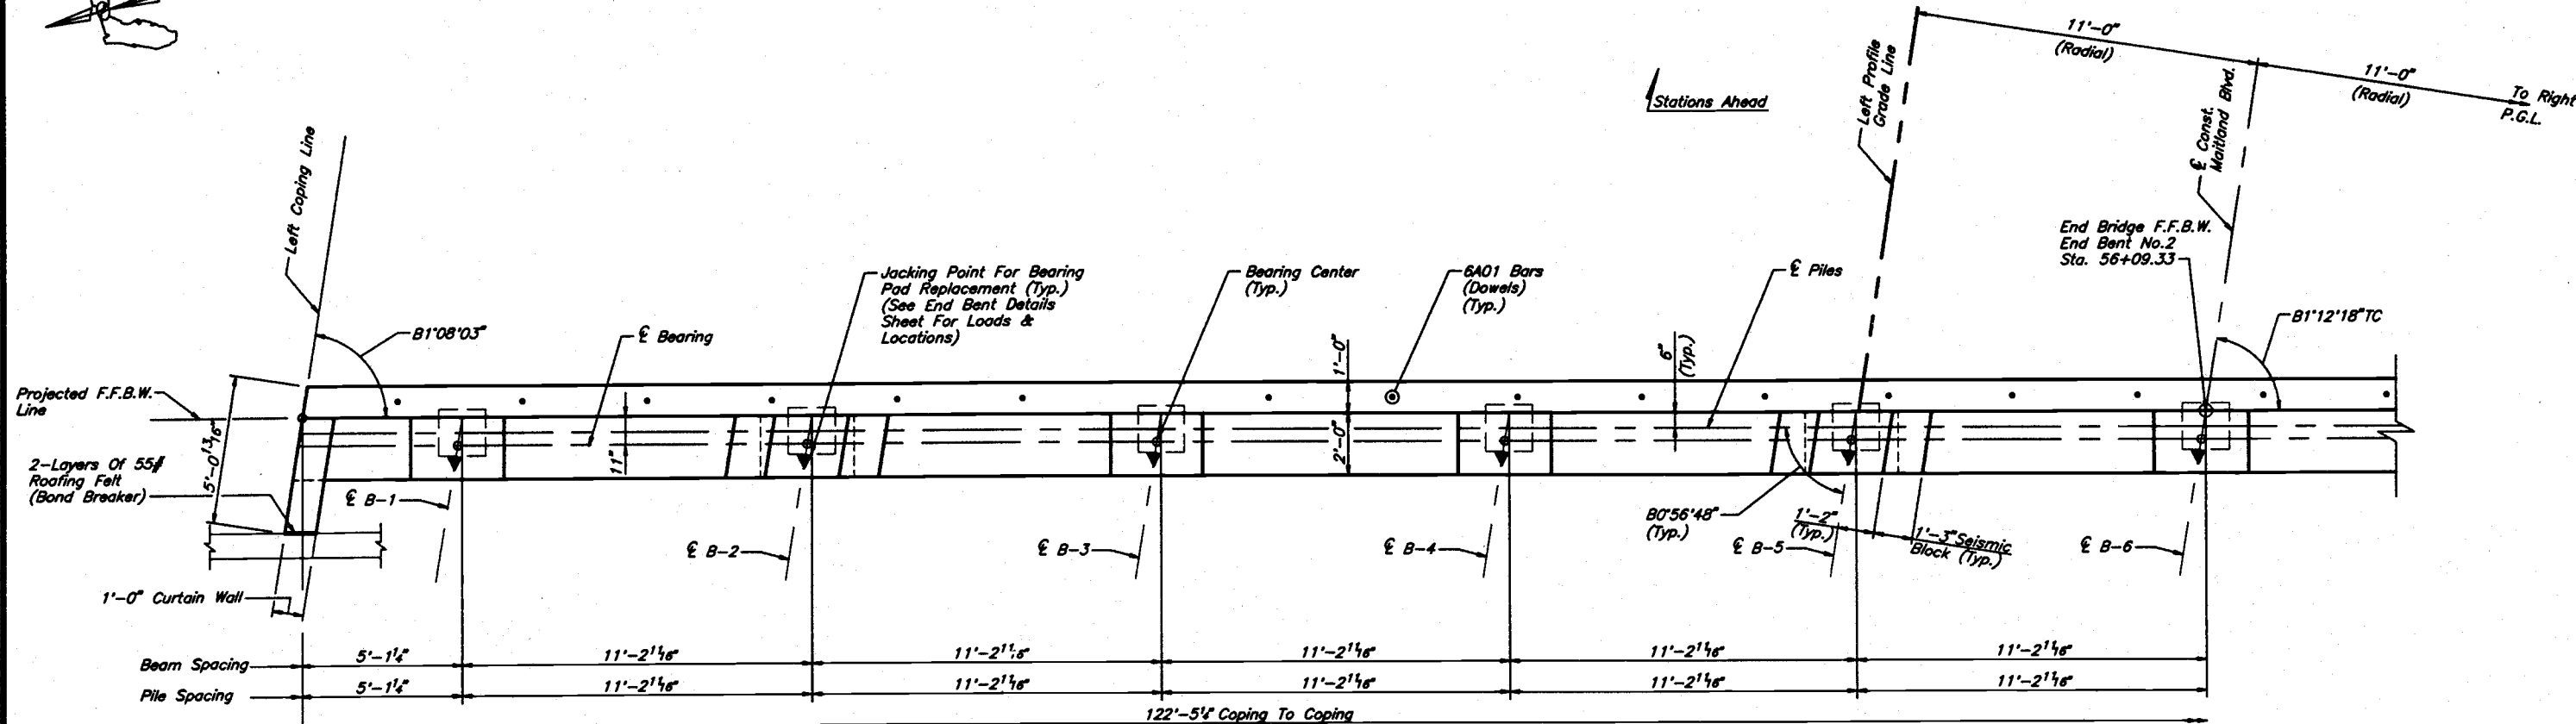 11'-0"
(Radial)
11'-0"
(Radial)
To Right
P.G.L.
Stations Ahead
Left Profile
Grade Line
℄ Const.
Maitland Blvd.
Left Coping Line
End Bridge F.F.B.W.
End Bent No.2
Sta. 56+09.33
Jacking Point For Bearing
Pad Replacement (Typ.)
(See End Bent Details
Sheet For Loads &
Locations)
Bearing Center
(Typ.)
6A01 Bars
(Dowels)
(Typ.)
℄ Piles
B1°08'03"
℄ Bearing
B1°12'18"TC
1'-0"
6"
(Typ.)
Projected F.F.B.W.
Line
5'-0 13/16"
11"
2'-0"
2-Layers Of 55#
Roofing Felt
(Bond Breaker)
℄ B-1
℄ B-2
℄ B-3
℄ B-4
B0°56'48"
(Typ.)
℄ B-5
1'-2"
(Typ.)
1'-3" Seismic
Block (Typ.)
℄ B-6
1'-0" Curtain Wall
Beam Spacing 5'-1 1/4" 11'-2 11/16" 11'-2 11/16" 11'-2 11/16" 11'-2 11/16" 11'-2 11/16"
Pile Spacing 5'-1 1/4" 11'-2 11/16" 11'-2 11/16" 11'-2 11/16" 11'-2 11/16" 11'-2 11/16"
122'-5 1/4" Coping To Coping